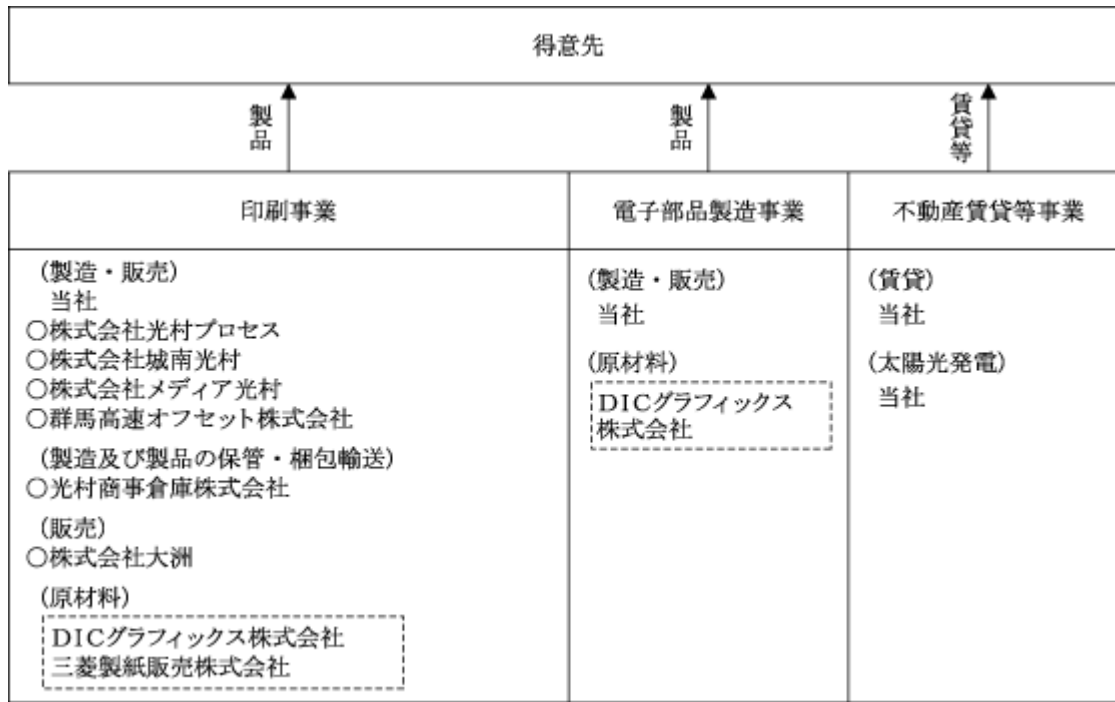 得意先
製品
製品
賃貸等
印刷事業
電子部品製造事業
不動産賃貸等事業
(製造・販売)
当社
○株式会社光村プロセス
○株式会社城南光村
○株式会社メディア光村
○群馬高速オフセット株式会社
(製造及び製品の保管・梱包輸送)
○光村商事倉庫株式会社
(販売)
○株式会社大洲
(原材料)
DICグラフィックス株式会社
三菱製紙販売株式会社
(製造・販売)
当社
(原材料)
DICグラフィックス
株式会社
(賃貸)
当社
(太陽光発電)
当社